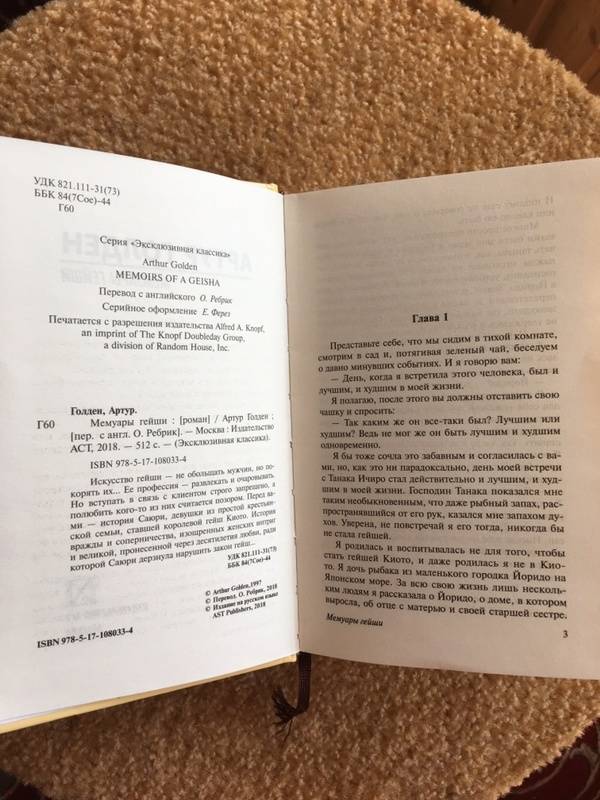 УДК 821.111-31(73)
ББК 84(7Сое)-44
Г60
Серия «Эксклюзивная классика»
Arthur Golden
MEMOIRS OF A GEISHA
Перевод с английского О. Ребрик
Серийное оформление Е. Ферез
Печатается с разрешения издательства Alfred A. Knopf,
an imprint of The Knopf Doubleday Group,
a division of Random House, Inc.
Голден, Артур.
Г60 Мемуары гейши : [роман] / Артур Голден ;
[пер. с англ. О. Ребрик]. — Москва : Издательство
АСТ, 2018. — 512 с. — (Эксклюзивная классика).
ISBN 978-5-17-108033-4
Искусство гейши — не обольщать мужчин, но по-
корять их... Ее профессия — развлекать и очаровывать
Но вступать в связь с клиентом строго запрещено, а
полюбить кого-то из них считается позором. Перед ва-
ми — история Саюри, девушки из простой крестьян-
ской семьи, ставшей королевой гейш Киото. История
вражды и соперничества, изощренных женских интриг
и великой, пронесенной через десятилетия любви, ради
которой Саюри дерзнула нарушить закон гейш...
УДК 821.111-31(73)
ББК 84(7Сое)-44
© Arthur Golden, 1997
© Перевод. О. Ребрик, 2018
© Издание на русском языке
AST Publishers, 2018
ISBN 978-5-17-108033-4
Глава 1
Представьте себе, что мы сидим в тихой комнате,
смотрим в сад и, потягивая зеленый чай, беседуем
о давно минувших событиях. И я говорю вам:
— День, когда я встретила этого человека, был и
лучшим, и худшим в моей жизни.
Я полагаю, после этого вы должны отставить свою
чашку и спросить:
— Так каким же он все-таки был? Лучшим или
худшим? Ведь не мог же он быть лучшим и худшим
одновременно.
Я бы тоже сочла это забавным и согласилась с ва-
ми, но, как это ни парадоксально, день моей встречи
с Танака Ичиро стал действительно и лучшим, и худ-
шим в моей жизни. Господин Танака показался мне
таким необыкновенным, что даже рыбный запах, рас-
пространявшийся от его рук, казался мне запахом ду-
хов. Уверена, не повстречай я его тогда, никогда бы
не стала гейшей.
Я родилась и воспитывалась не для того, чтобы
стать гейшей Киото, и даже родилась я не в Кио-
то. Я дочь рыбака из маленького городка Йоридо на
Японском море. За всю свою жизнь лишь несколь-
ким людям я рассказала о Йоридо, о доме, в котором
выросла, об отце с матерью и своей старшей сестре.
Мемуары гейши
3